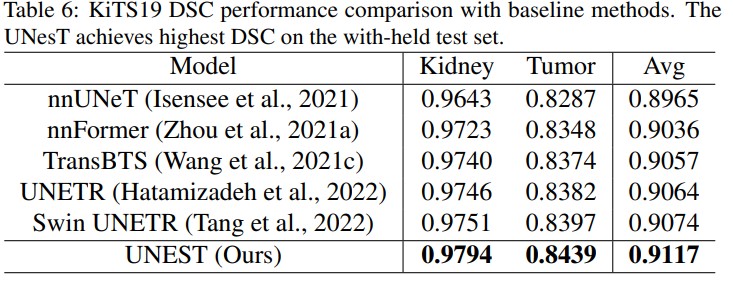 Table 6: KiTS19 DSC performance comparison with baseline methods. The
UNesT achieves highest DSC on the with-held test set.
Model Kidney Tumor Avg
nnUNeT (Isensee et al., 2021) 0.9643 0.8287 0.8965
nnFormer (Zhou et al., 2021a) 0.9723 0.8348 0.9036
TransBTS (Wang et al., 2021c) 0.9740 0.8374 0.9057
UNETR (Hatamizadeh et al., 2022) 0.9746 0.8382 0.9064
Swin UNETR (Tang et al., 2022) 0.9751 0.8397 0.9074
UNEST (Ours) 0.9794 0.8439 0.9117